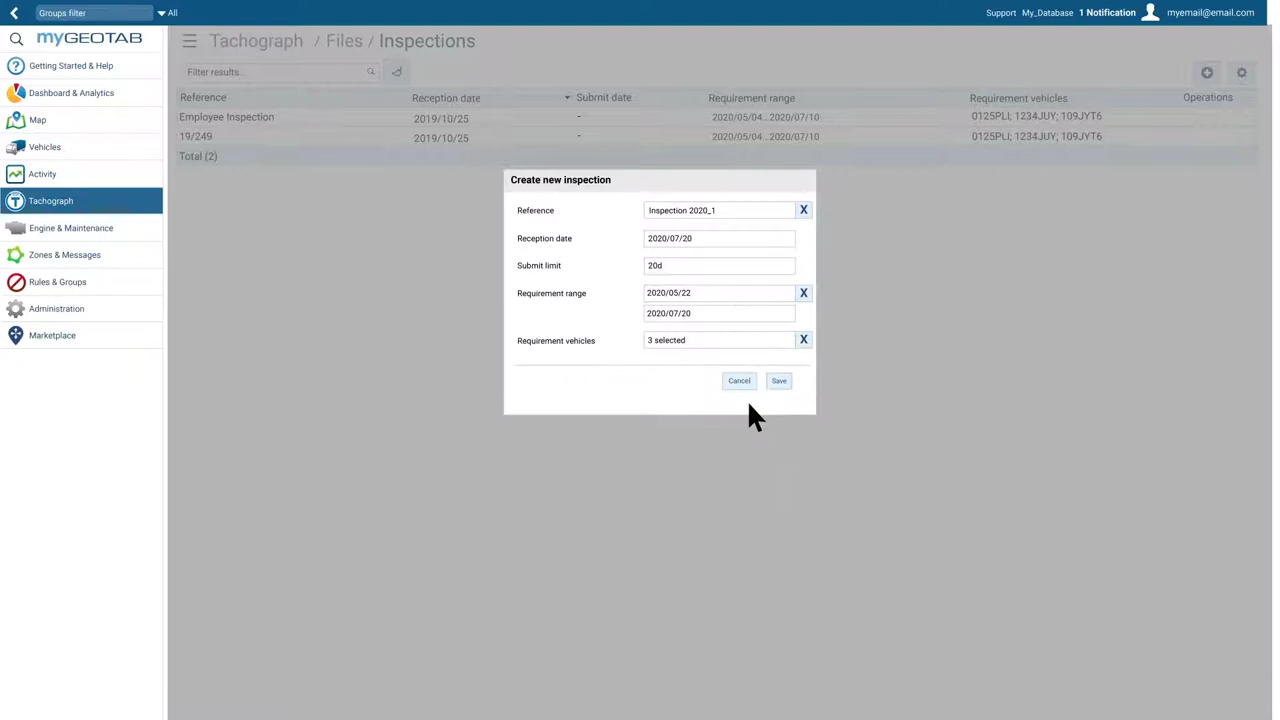 Groups filter All Support My_Database 1 Notification myemail@email.com
myGEOTAB
Getting Started & Help
Dashboard & Analytics
Map
Vehicles
Activity
Tachograph
Engine & Maintenance
Zones & Messages
Rules & Groups
Administration
Marketplace
Tachograph / Files / Inspections
Filter results...
Reference Reception date Submit date Requirement range Requirement vehicles Operations
Employee Inspection 2019/10/25 - 2020/05/04...2020/07/10 0125PLI; 1234JUY; 109JYT6
19/249 2019/10/25 - 2020/05/04...2020/07/10 0125PLI; 1234JUY; 109JYT6
Total (2)
Create new inspection
Reference Inspection 2020_1 X
Reception date 2020/07/20
Submit limit 20d
Requirement range 2020/05/22 X
2020/07/20
Requirement vehicles 3 selected X
Cancel Save